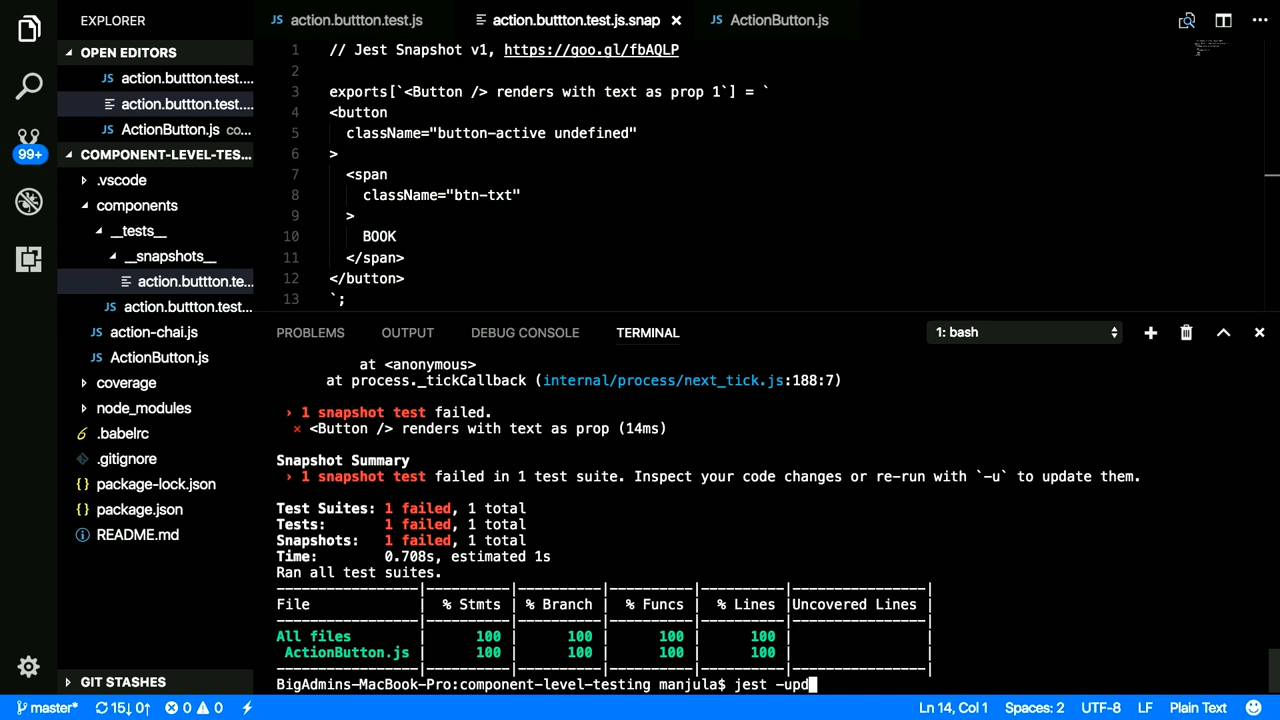 EXPLORER
OPEN EDITORS
JS action.buttton.test....
action.buttton.test....
JS ActionButton.js co...
99+
COMPONENT-LEVEL-TES...
.vscode
components
__tests__
__snapshots__
action.buttton.te...
JS action.buttton.test...
JS action-chai.js
JS ActionButton.js
coverage
node_modules
.babelrc
.gitignore
{} package-lock.json
{} package.json
README.md
GIT STASHES
JS action.buttton.test.js
action.buttton.test.js.snap ×
JS ActionButton.js
1 // Jest Snapshot v1, https://goo.gl/fbAQLP
2
3 exports[`<Button /> renders with text as prop 1`] = `
4 <button
5 className="button-active undefined"
6 >
7 <span
8 className="btn-txt"
9 >
10 BOOK
11 </span>
12 </button>
13 `;
PROBLEMS OUTPUT DEBUG CONSOLE TERMINAL 1: bash
at <anonymous>
at process._tickCallback (internal/process/next_tick.js:188:7)
› 1 snapshot test failed.
× <Button /> renders with text as prop (14ms)
Snapshot Summary
› 1 snapshot test failed in 1 test suite. Inspect your code changes or re-run with `-u` to update them.
Test Suites: 1 failed, 1 total
Tests: 1 failed, 1 total
Snapshots: 1 failed, 1 total
Time: 0.708s, estimated 1s
Ran all test suites.
----------------|----------|----------|----------|----------|----------------|
File | % Stmts | % Branch | % Funcs | % Lines |Uncovered Lines |
----------------|----------|----------|----------|----------|----------------|
All files | 100 | 100 | 100 | 100 | |
ActionButton.js | 100 | 100 | 100 | 100 | |
----------------|----------|----------|----------|----------|----------------|
BigAdmins-MacBook-Pro:component-level-testing manjula$ jest -upd
master* 15↓ 0↑ 0 0 Ln 14, Col 1 Spaces: 2 UTF-8 LF Plain Text